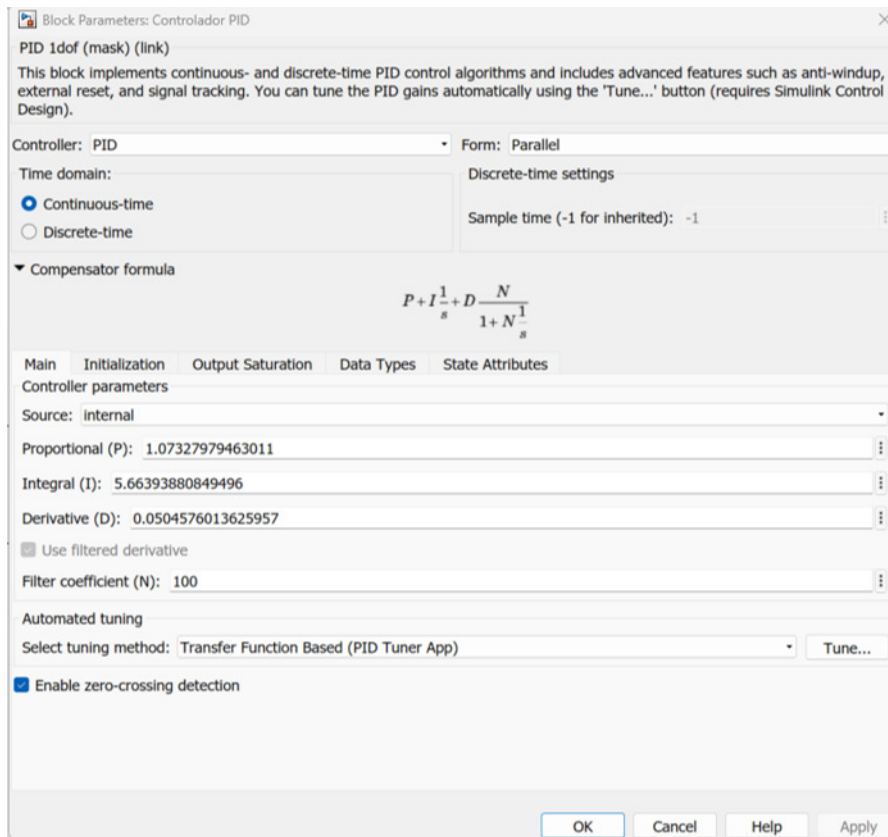 Block Parameters: Controlador PID
PID 1dof (mask) (link)
This block implements continuous- and discrete-time PID control algorithms and includes advanced features such as anti-windup,
external reset, and signal tracking. You can tune the PID gains automatically using the 'Tune...' button (requires Simulink Control
Design).
Controller: PID Form: Parallel
Time domain: Discrete-time settings
Continuous-time
Sample time (-1 for inherited): -1
Discrete-time
Compensator formula
P + I 1/s + D N/(1 + N 1/s)
Main Initialization Output Saturation Data Types State Attributes
Controller parameters
Source: internal
Proportional (P): 1.07327979463011
Integral (I): 5.66393880849496
Derivative (D): 0.0504576013625957
Use filtered derivative
Filter coefficient (N): 100
Automated tuning
Select tuning method: Transfer Function Based (PID Tuner App) Tune...
Enable zero-crossing detection
OK Cancel Help Apply